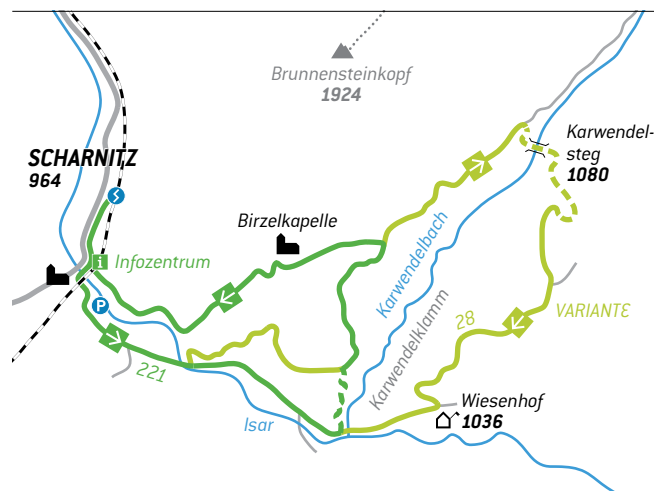 Brunnensteinkopf
1924
Karwendel-
steg
1080
SCHARNITZ
964
Birzelkapelle
i Infozentrum
P
Karwendelbach
Karwendelklamm
28
VARIANTE
221
Isar
Wiesenhof
1036